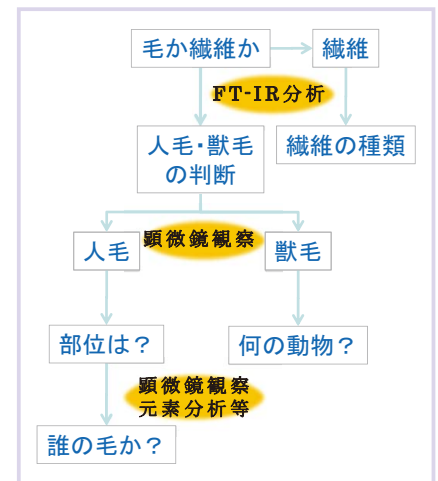 毛か繊維か
繊維
FT-IR分析
人毛・獣毛
の判断
繊維の種類
人毛
顕微鏡観察
獣毛
部位は？
何の動物？
顕微鏡観察
元素分析等
誰の毛か？